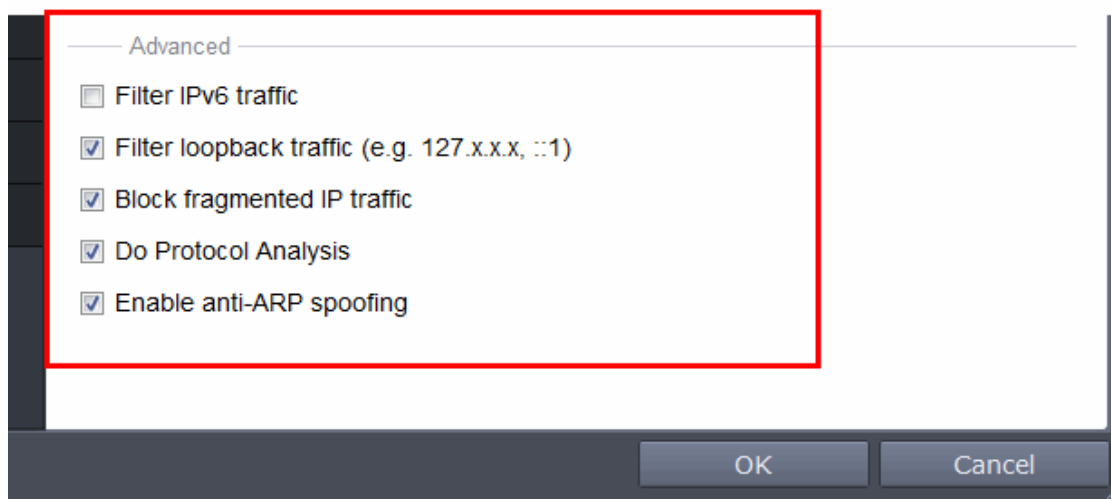 Advanced
Filter IPv6 traffic
Filter loopback traffic (e.g. 127.x.x.x, ::1)
Block fragmented IP traffic
Do Protocol Analysis
Enable anti-ARP spoofing
OK Cancel